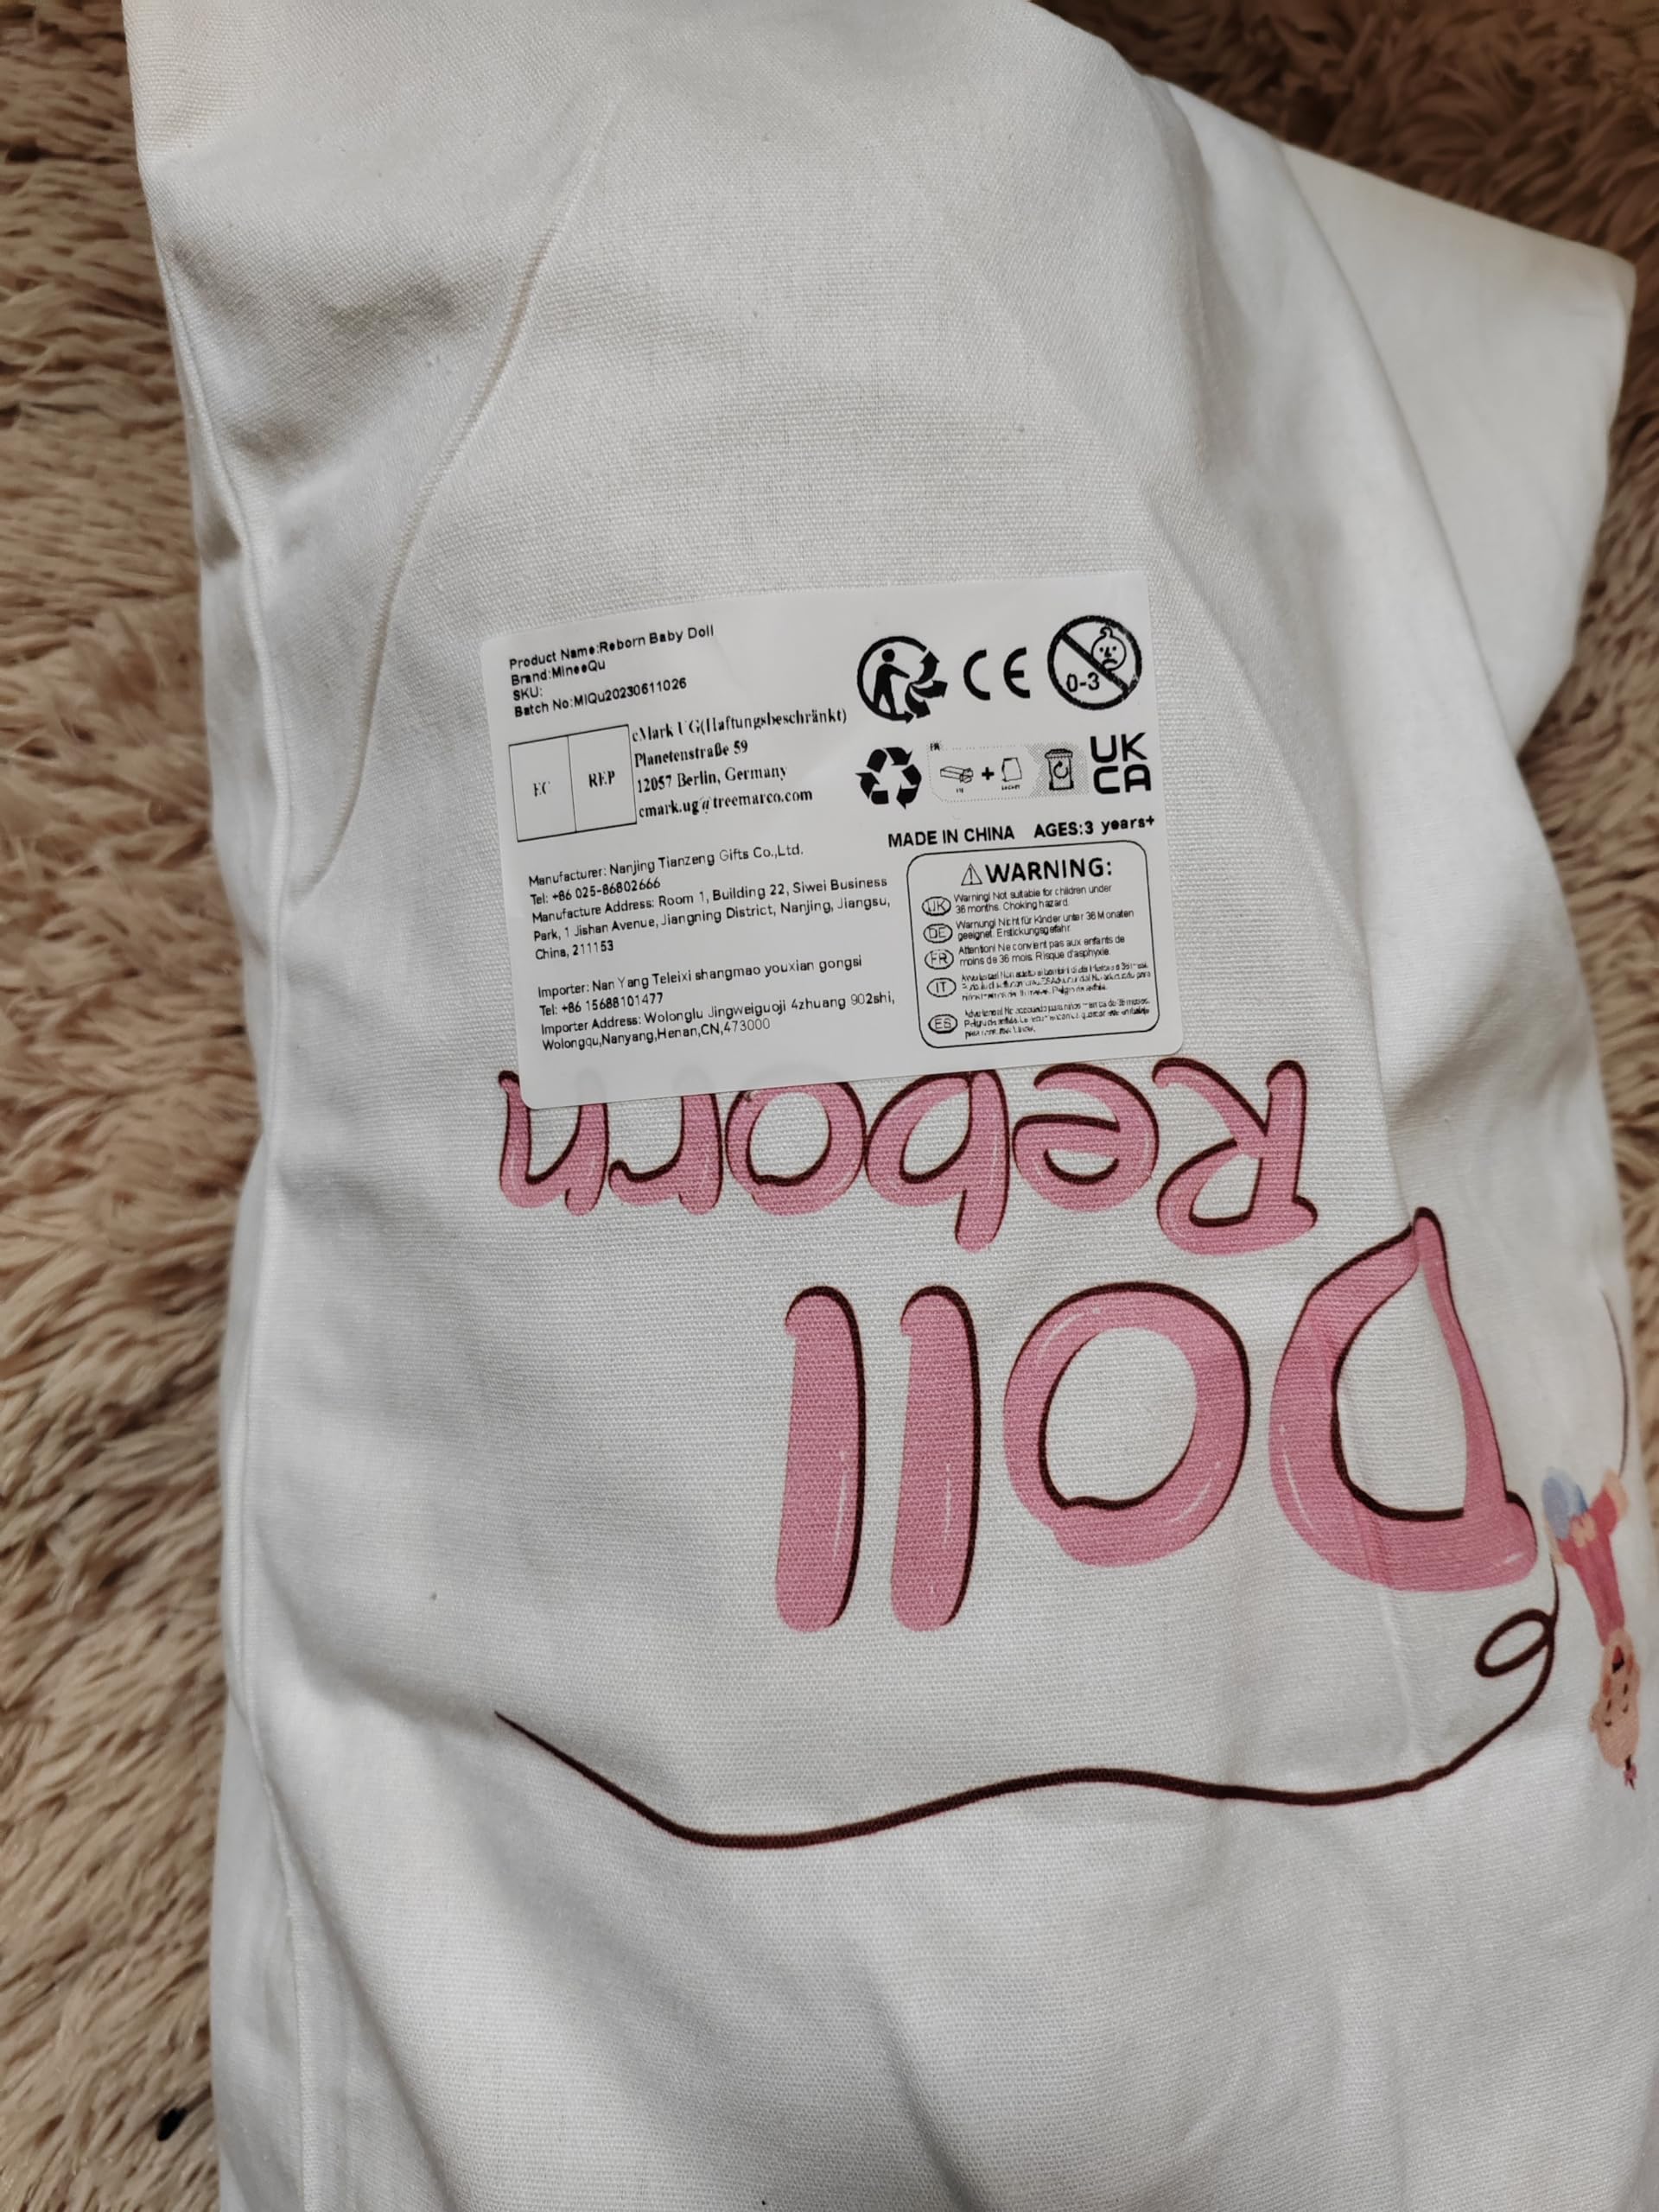 Product Name:Reborn Baby Doll
Brand:MineeQu
SKU:
Batch No:MIQu20230611026
EC REP
cMark UG(Haftungsbeschränkt)
Planetenstraße 59
12057 Berlin, Germany
cmark.ug@treemarco.com
Manufacturer: Nanjing Tianzeng Gifts Co.,Ltd.
Tel: +86 025-86802666
Manufacture Address: Room 1, Building 22, Siwei Business
Park, 1 Jishan Avenue, Jiangning District, Nanjing, Jiangsu,
China, 211153
Importer: Nan Yang Teleixi shangmao youxian gongsi
Tel: +86 15688101477
Importer Address: Wolonglu Jingweiguoji 4zhuang 902shi,
Wolongqu,Nanyang,Henan,CN,473000
CE
0-3
FR
UK
CA
MADE IN CHINA AGES:3 years+
WARNING:
UK Warning! Not suitable for children under
36 months. Choking hazard.
DE Warnung! Nicht für Kinder unter 36 Monaten
geeignet. Erstickungsgefahr.
FR Attention! Ne convient pas aux enfants de
moins de 36 mois. Risque d'asphyxie.
IT
ES
Reborn
Doll